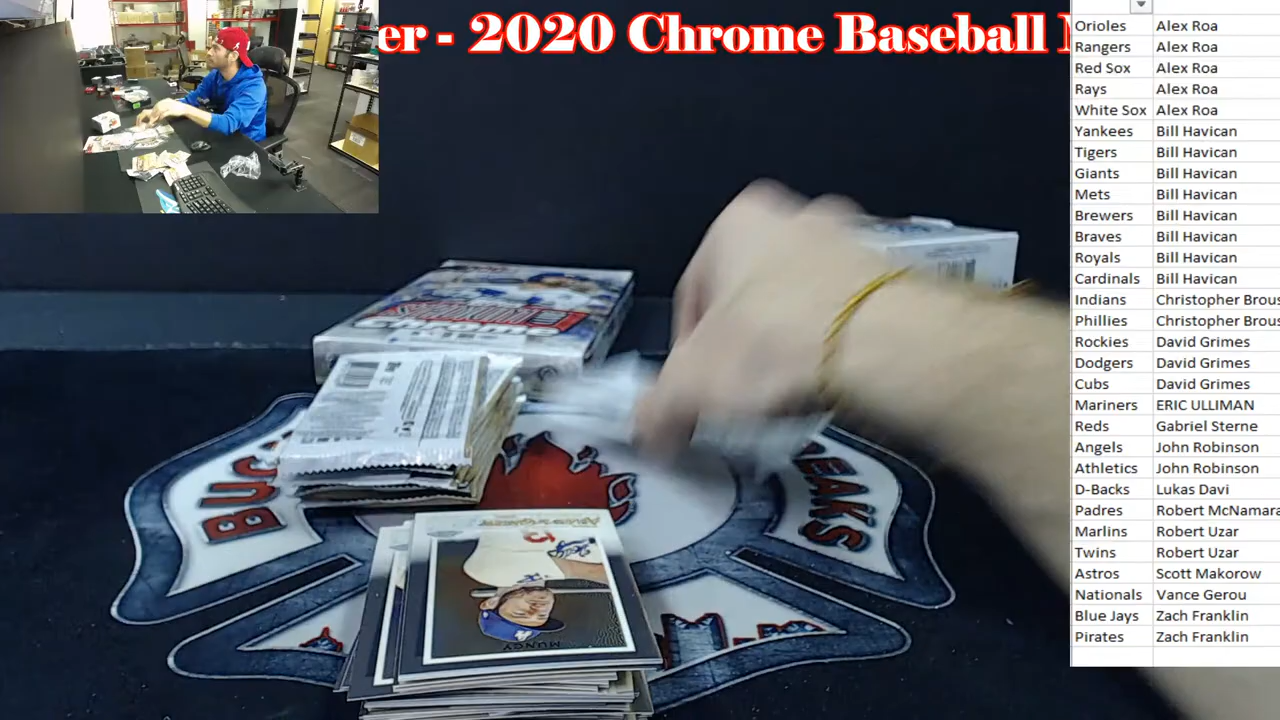 er - 2020 Chrome Baseball
Orioles Alex Roa
Rangers Alex Roa
Red Sox Alex Roa
Rays Alex Roa
White Sox Alex Roa
Yankees Bill Havican
Tigers Bill Havican
Giants Bill Havican
Mets Bill Havican
Brewers Bill Havican
Braves Bill Havican
Royals Bill Havican
Cardinals Bill Havican
Indians Christopher Brous
Phillies Christopher Brous
Rockies David Grimes
Dodgers David Grimes
Cubs David Grimes
Mariners ERIC ULLIMAN
Reds Gabriel Sterne
Angels John Robinson
Athletics John Robinson
D-Backs Lukas Davi
Padres Robert McNamara
Marlins Robert Uzar
Twins Robert Uzar
Astros Scott Makorow
Nationals Vance Gerou
Blue Jays Zach Franklin
Pirates Zach Franklin
Chrome
BUC
EAKS
13
MUNCY